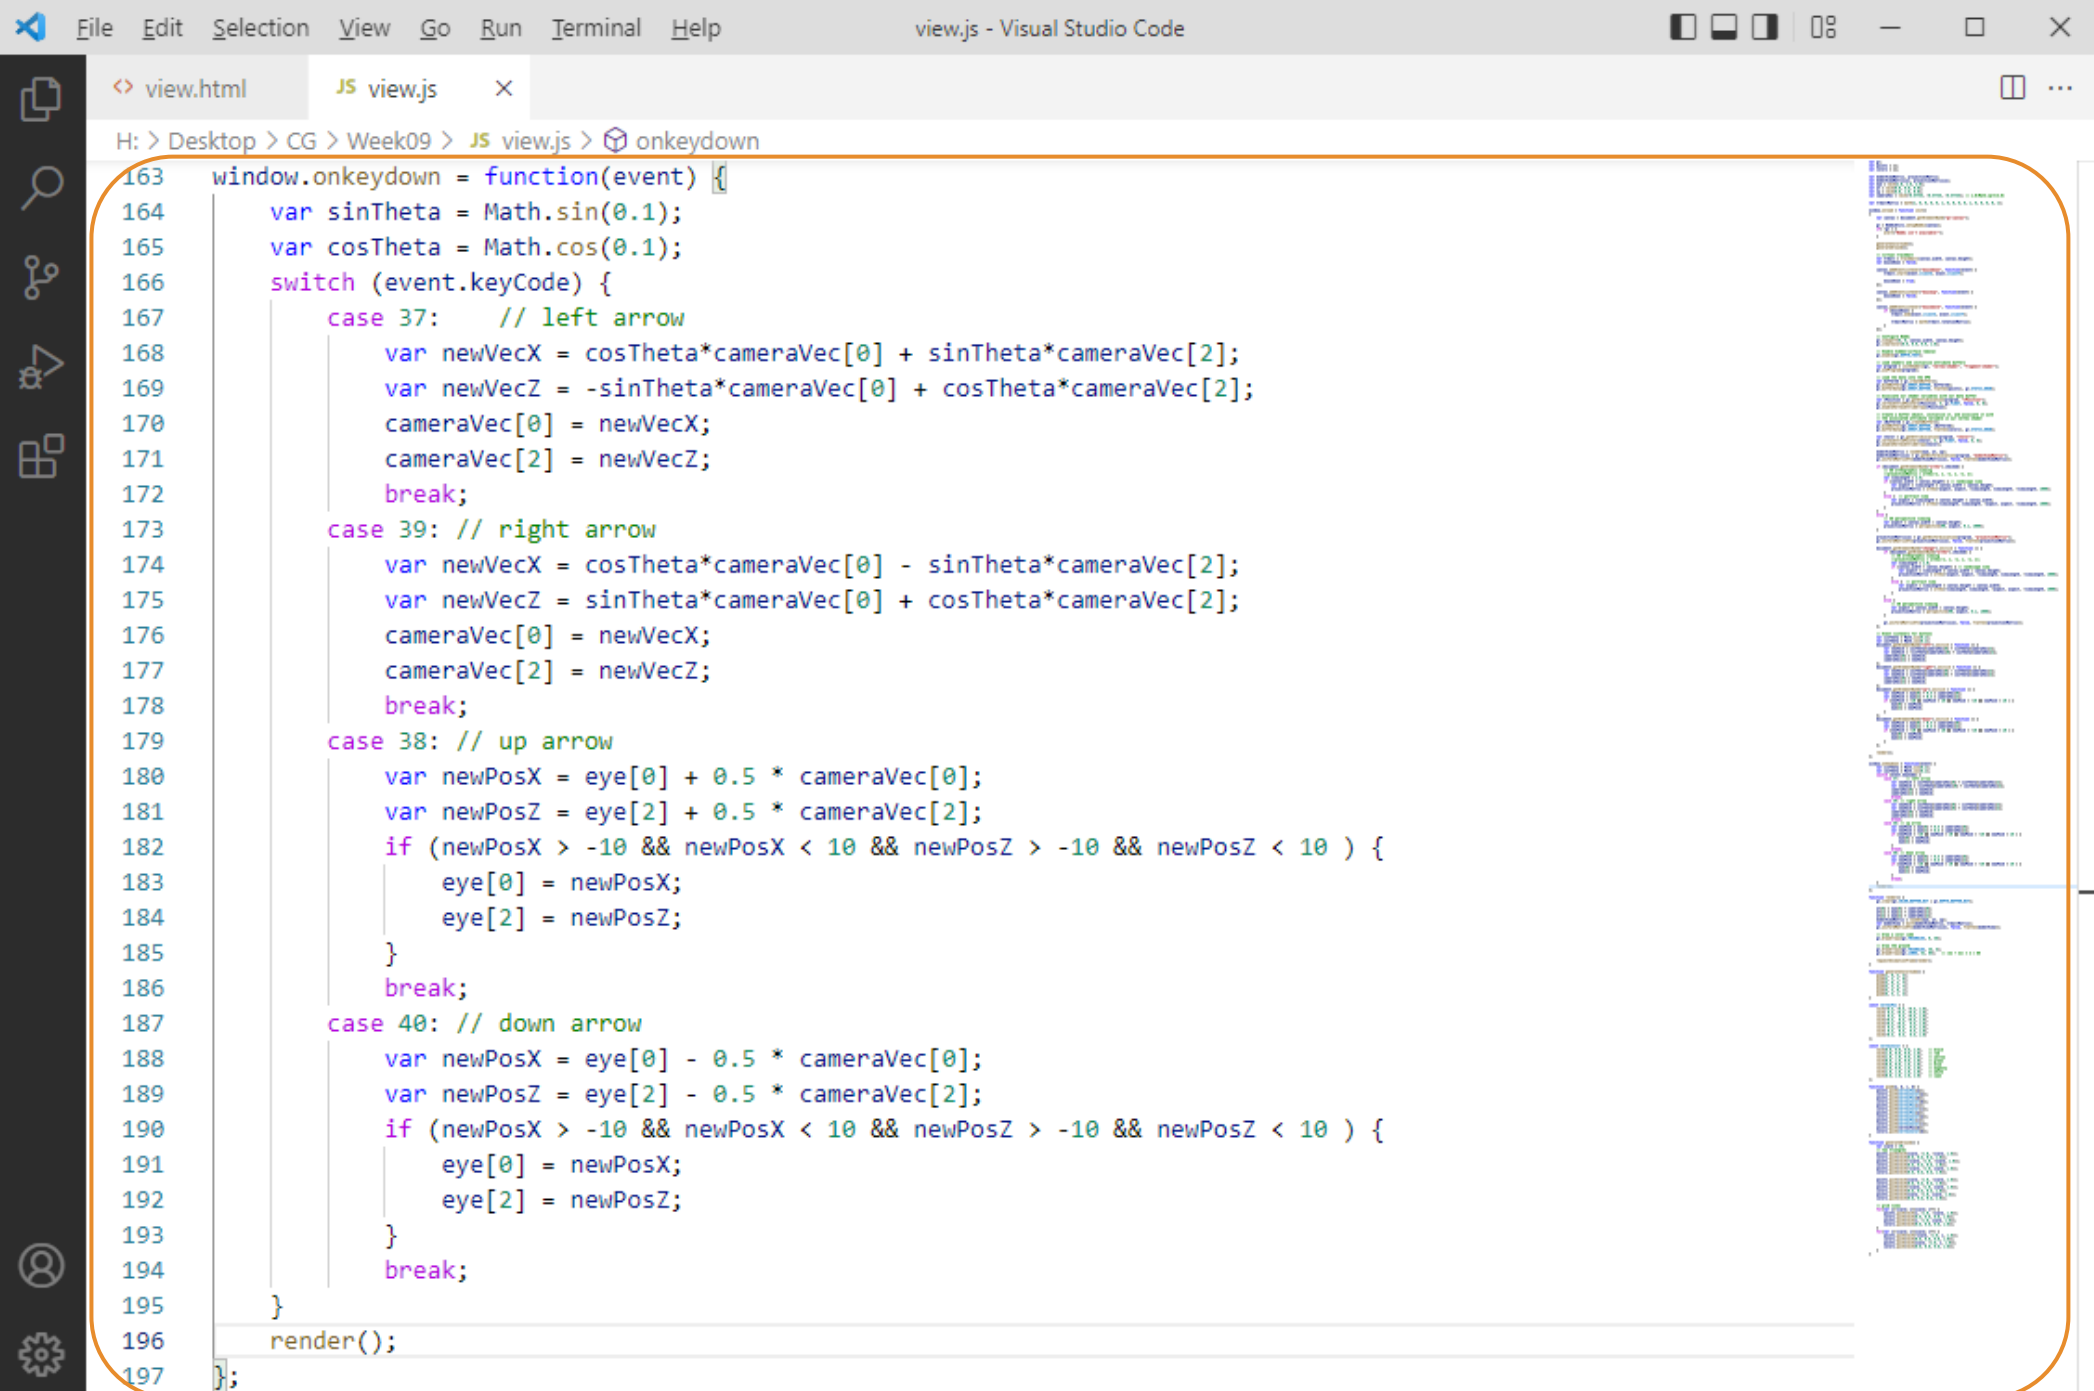 File Edit Selection View Go Run Terminal Help view.js - Visual Studio Code
<> view.html JS view.js
H: > Desktop > CG > Week09 > JS view.js > onkeydown
163 window.onkeydown = function(event) {
164 var sinTheta = Math.sin(0.1);
165 var cosTheta = Math.cos(0.1);
166 switch (event.keyCode) {
167 case 37: // left arrow
168 var newVecX = cosTheta*cameraVec[0] + sinTheta*cameraVec[2];
169 var newVecZ = -sinTheta*cameraVec[0] + cosTheta*cameraVec[2];
170 cameraVec[0] = newVecX;
171 cameraVec[2] = newVecZ;
172 break;
173 case 39: // right arrow
174 var newVecX = cosTheta*cameraVec[0] - sinTheta*cameraVec[2];
175 var newVecZ = sinTheta*cameraVec[0] + cosTheta*cameraVec[2];
176 cameraVec[0] = newVecX;
177 cameraVec[2] = newVecZ;
178 break;
179 case 38: // up arrow
180 var newPosX = eye[0] + 0.5 * cameraVec[0];
181 var newPosZ = eye[2] + 0.5 * cameraVec[2];
182 if (newPosX > -10 && newPosX < 10 && newPosZ > -10 && newPosZ < 10 ) {
183 eye[0] = newPosX;
184 eye[2] = newPosZ;
185 }
186 break;
187 case 40: // down arrow
188 var newPosX = eye[0] - 0.5 * cameraVec[0];
189 var newPosZ = eye[2] - 0.5 * cameraVec[2];
190 if (newPosX > -10 && newPosX < 10 && newPosZ > -10 && newPosZ < 10 ) {
191 eye[0] = newPosX;
192 eye[2] = newPosZ;
193 }
194 break;
195 }
196 render();
197 };